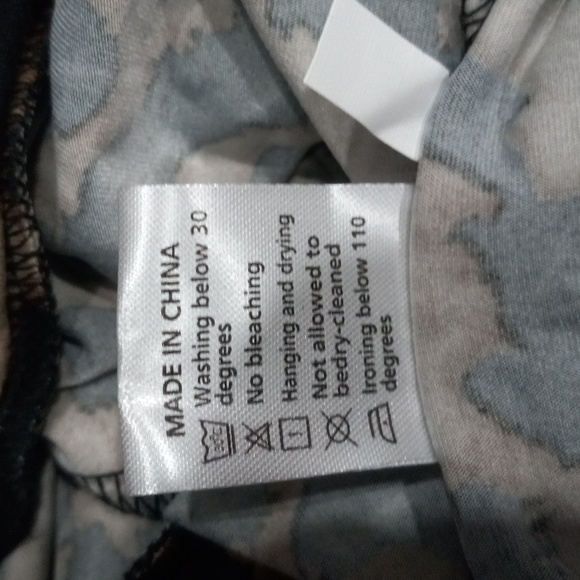 MADE IN CHINA
Washing below 30
degrees
No bleaching
Hanging and drying
Not allowed to
bedry-cleaned
Ironing below 110
degrees